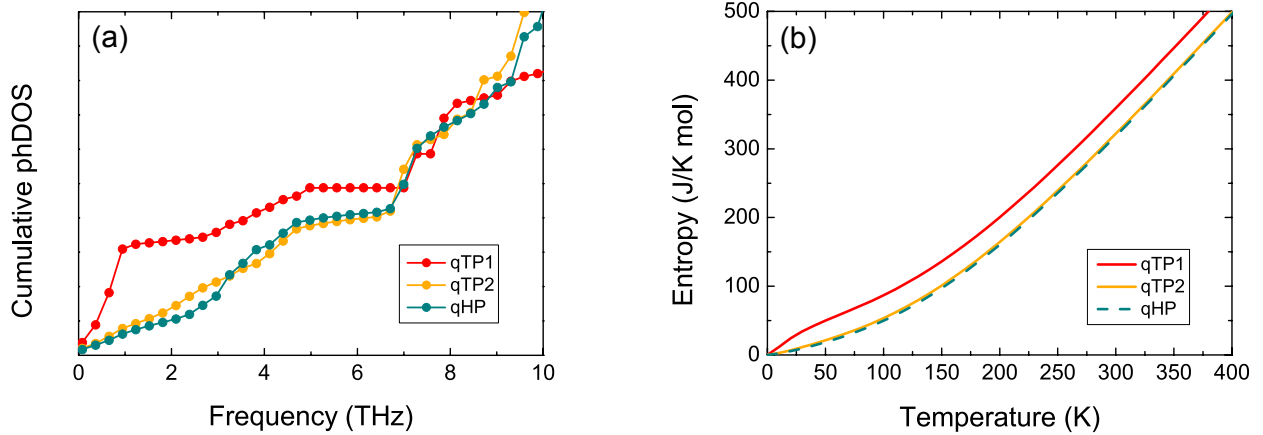 (a)
Cumulative phDOS
qTP1
qTP2
qHP
0 2 4 6 8 10
Frequency (THz)
(b)
Entropy (J/K mol)
500
400
300
200
100
0
qTP1
qTP2
qHP
0 50 100 150 200 250 300 350 400
Temperature (K)